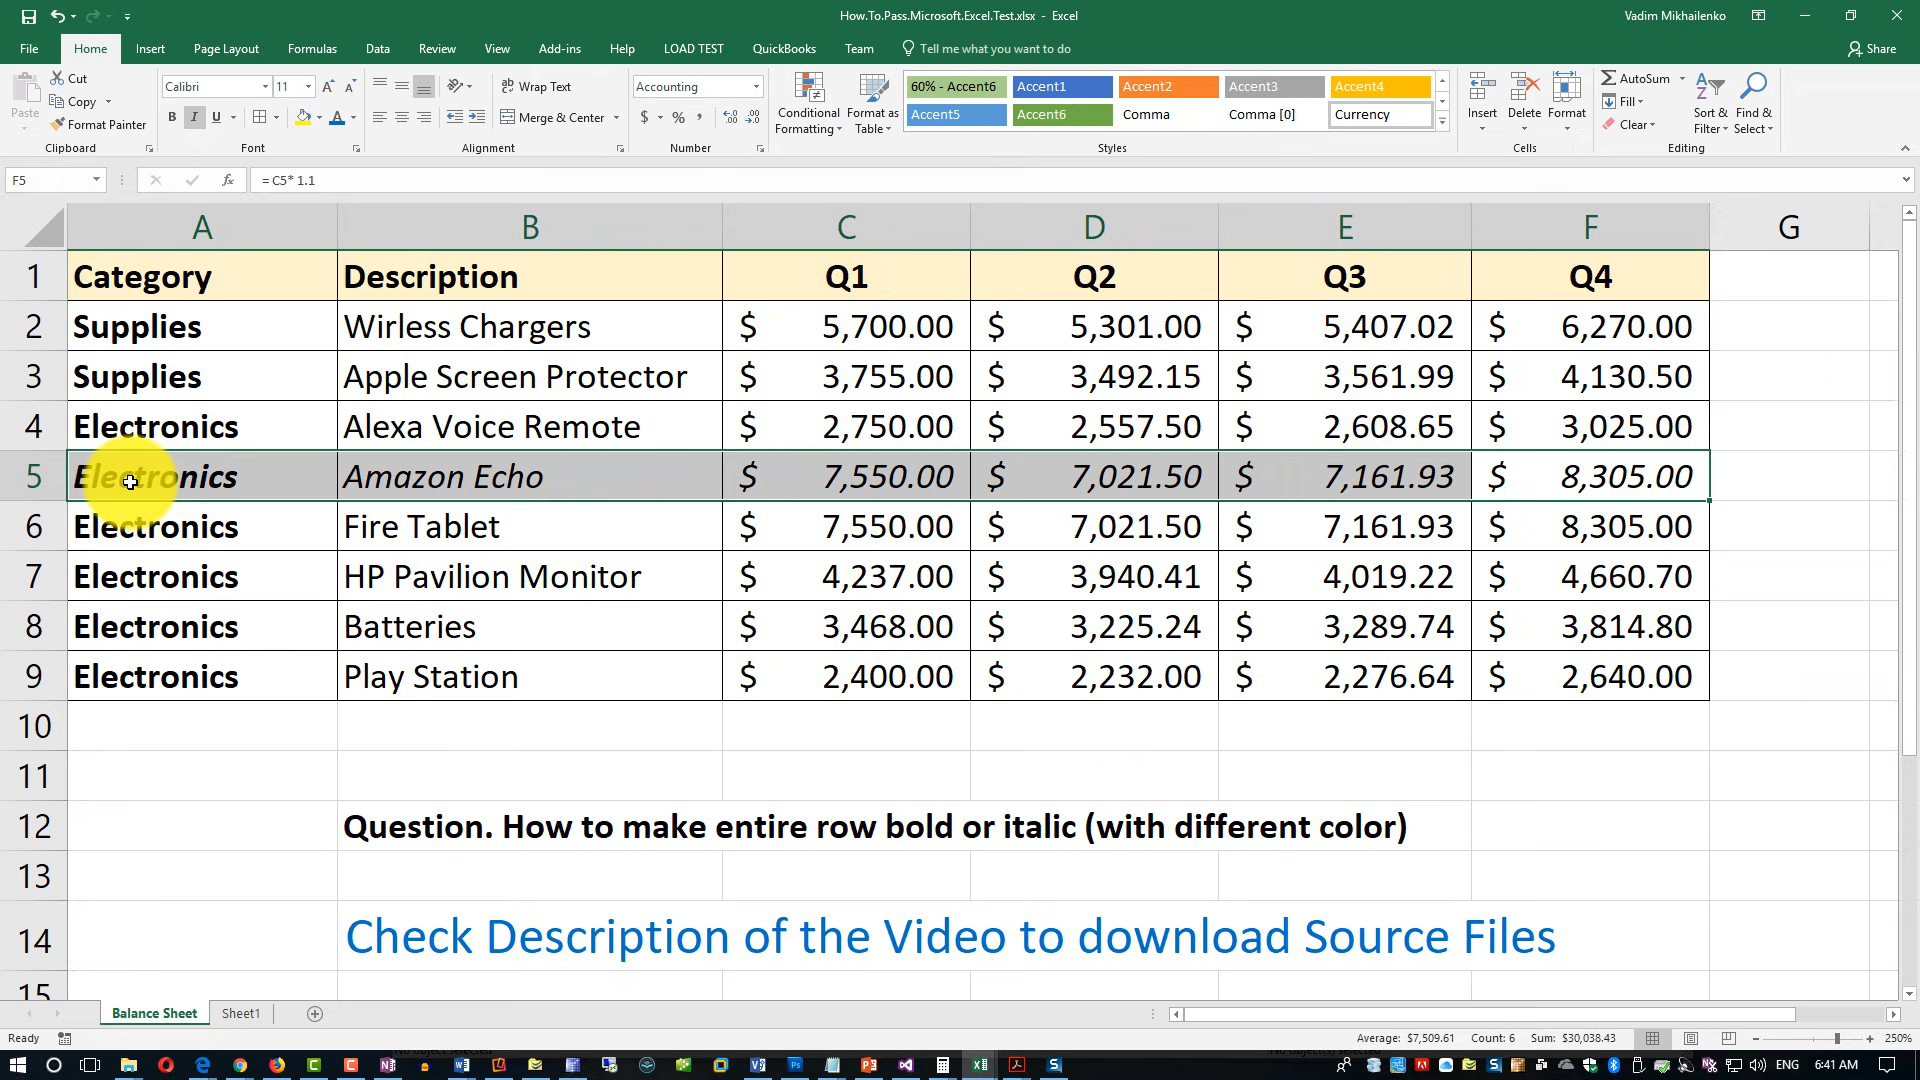 How.To.Pass.Microsoft.Excel.Test.xlsx - Excel
Vadim Mikhailenko
File Home Insert Page Layout Formulas Data Review View Add-ins Help LOAD TEST QuickBooks Team Tell me what you want to do Share
Paste
Cut
Copy
Format Painter
Clipboard
Calibri 11
B I U
Font
Wrap Text
Merge & Center
Alignment
Accounting
$ % ,
Number
Conditional Formatting
Format as Table
60% - Accent6 Accent1 Accent2 Accent3 Accent4
Accent5 Accent6 Comma Comma [0] Currency
Styles
Insert Delete Format
Cells
AutoSum
Fill
Clear
Sort & Filter
Find & Select
Editing
F5 fx = C5* 1.1
A B C D E F G
1 Category Description Q1 Q2 Q3 Q4
2 Supplies Wirless Chargers $ 5,700.00 $ 5,301.00 $ 5,407.02 $ 6,270.00
3 Supplies Apple Screen Protector $ 3,755.00 $ 3,492.15 $ 3,561.99 $ 4,130.50
4 Electronics Alexa Voice Remote $ 2,750.00 $ 2,557.50 $ 2,608.65 $ 3,025.00
5 Electronics Amazon Echo $ 7,550.00 $ 7,021.50 $ 7,161.93 $ 8,305.00
6 Electronics Fire Tablet $ 7,550.00 $ 7,021.50 $ 7,161.93 $ 8,305.00
7 Electronics HP Pavilion Monitor $ 4,237.00 $ 3,940.41 $ 4,019.22 $ 4,660.70
8 Electronics Batteries $ 3,468.00 $ 3,225.24 $ 3,289.74 $ 3,814.80
9 Electronics Play Station $ 2,400.00 $ 2,232.00 $ 2,276.64 $ 2,640.00
10
11
12 Question. How to make entire row bold or italic (with different color)
13
14 Check Description of the Video to download Source Files
15
Balance Sheet Sheet1
Ready Average: $7,509.61 Count: 6 Sum: $30,038.43 250%
ENG 6:41 AM